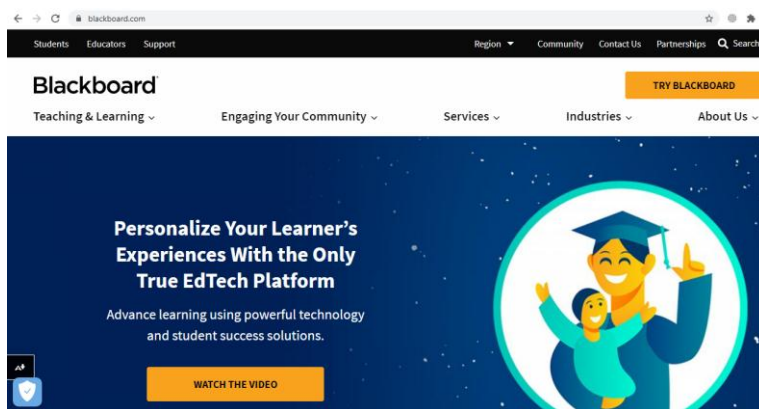 blackboard.com
Students Educators Support Region Community Contact Us Partnerships Search
Blackboard
TRY BLACKBOARD
Teaching & Learning Engaging Your Community Services Industries About Us
Personalize Your Learner's
Experiences With the Only
True EdTech Platform
Advance learning using powerful technology
and student success solutions.
WATCH THE VIDEO